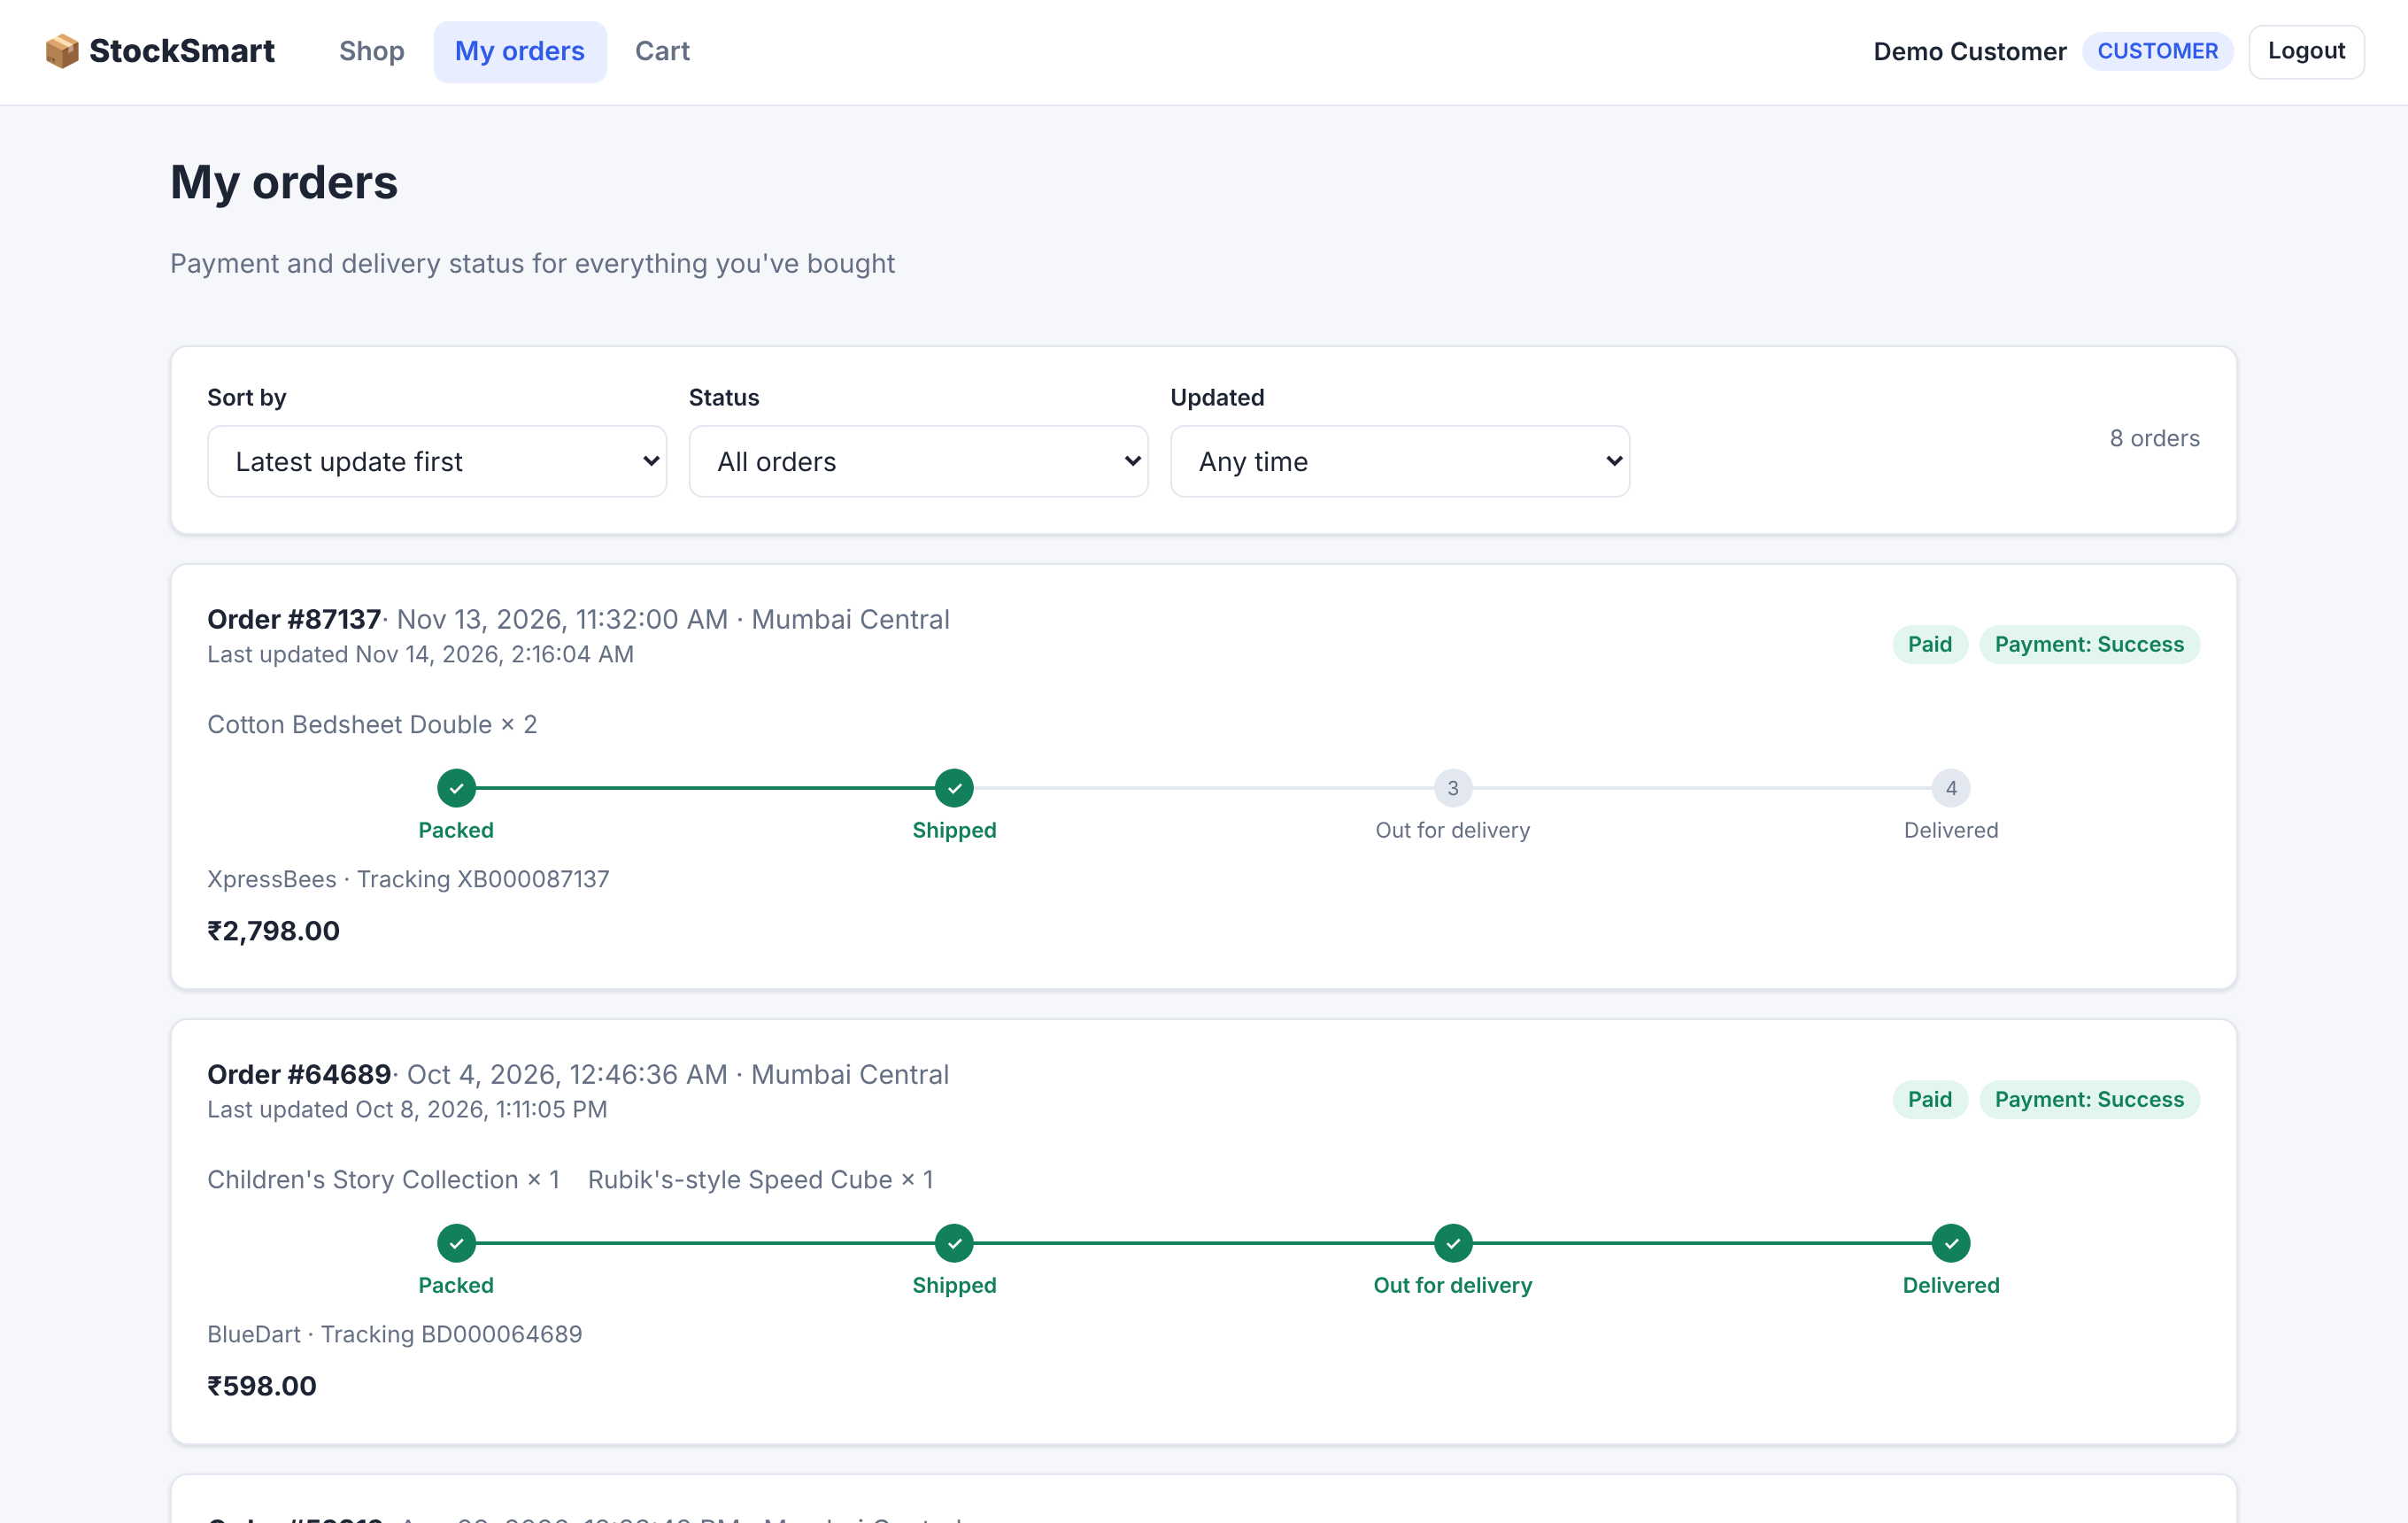 StockSmart
Shop
My orders
Cart
Demo Customer
CUSTOMER
Logout
My orders
Payment and delivery status for everything you've bought
Sort by
Status
Updated
Latest update first
All orders
Any time
8 orders
Order #87137· Nov 13, 2026, 11:32:00 AM · Mumbai Central
Last updated Nov 14, 2026, 2:16:04 AM
Paid
Payment: Success
Cotton Bedsheet Double × 2
3
4
Packed
Shipped
Out for delivery
Delivered
XpressBees · Tracking XB000087137
₹2,798.00
Order #64689· Oct 4, 2026, 12:46:36 AM · Mumbai Central
Last updated Oct 8, 2026, 1:11:05 PM
Paid
Payment: Success
Children's Story Collection × 1 Rubik's-style Speed Cube × 1
Packed
Shipped
Out for delivery
Delivered
BlueDart · Tracking BD000064689
₹598.00